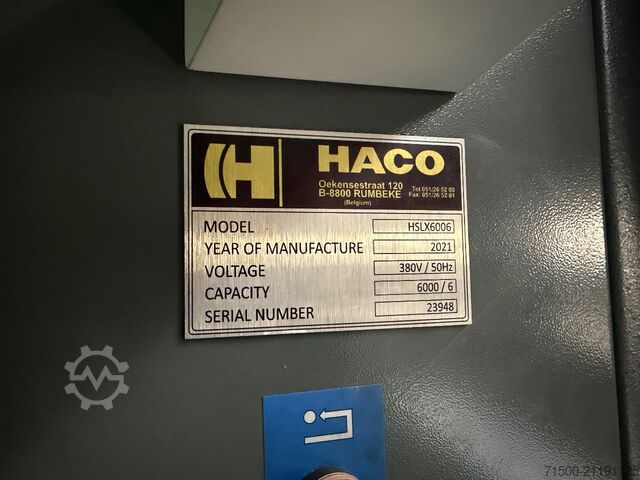 HACO
Oekensestraat 120
B-8800 RUMBEKE
(Belgium)
Tel 051/26 52 00
Fax. 051/26 52 01
MODEL HSLX6006
YEAR OF MANUFACTURE 2021
VOLTAGE 380V / 50Hz
CAPACITY 6000 / 6
SERIAL NUMBER 23948